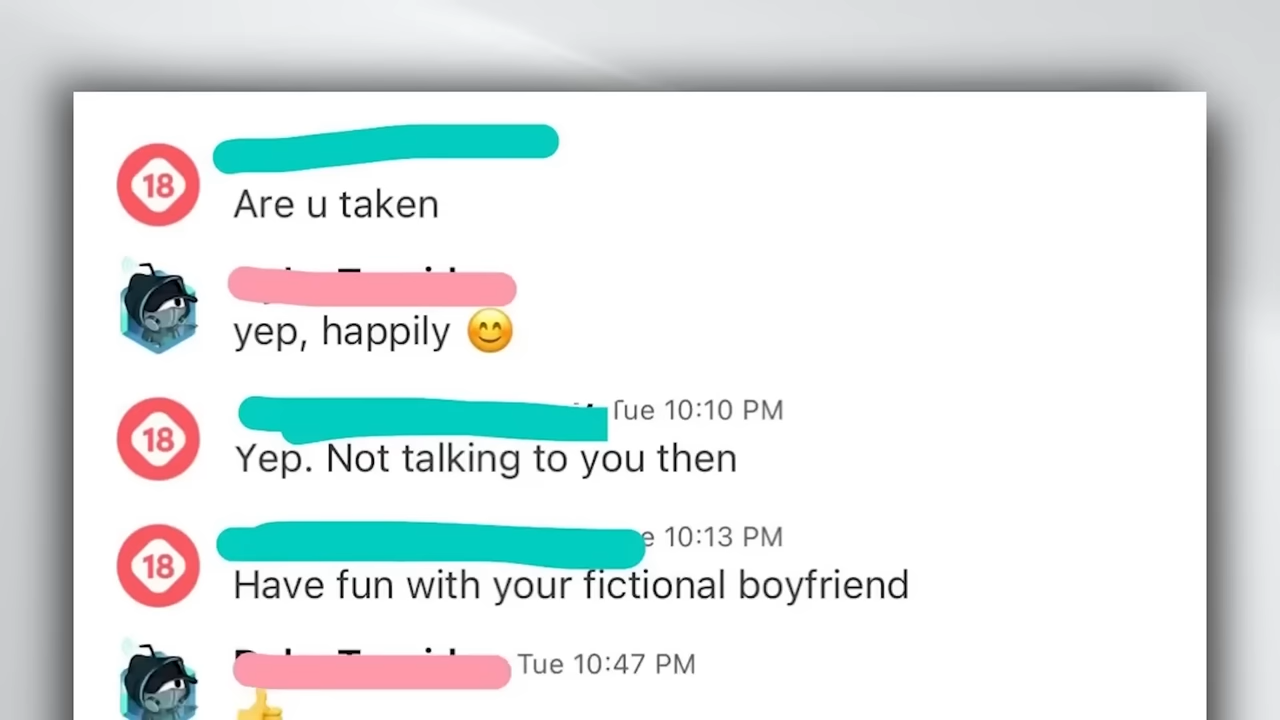 18
Are u taken
yep, happily 😊
18
Tue 10:10 PM
Yep. Not talking to you then
18
10:13 PM
Have fun with your fictional boyfriend
Tue 10:47 PM
👍